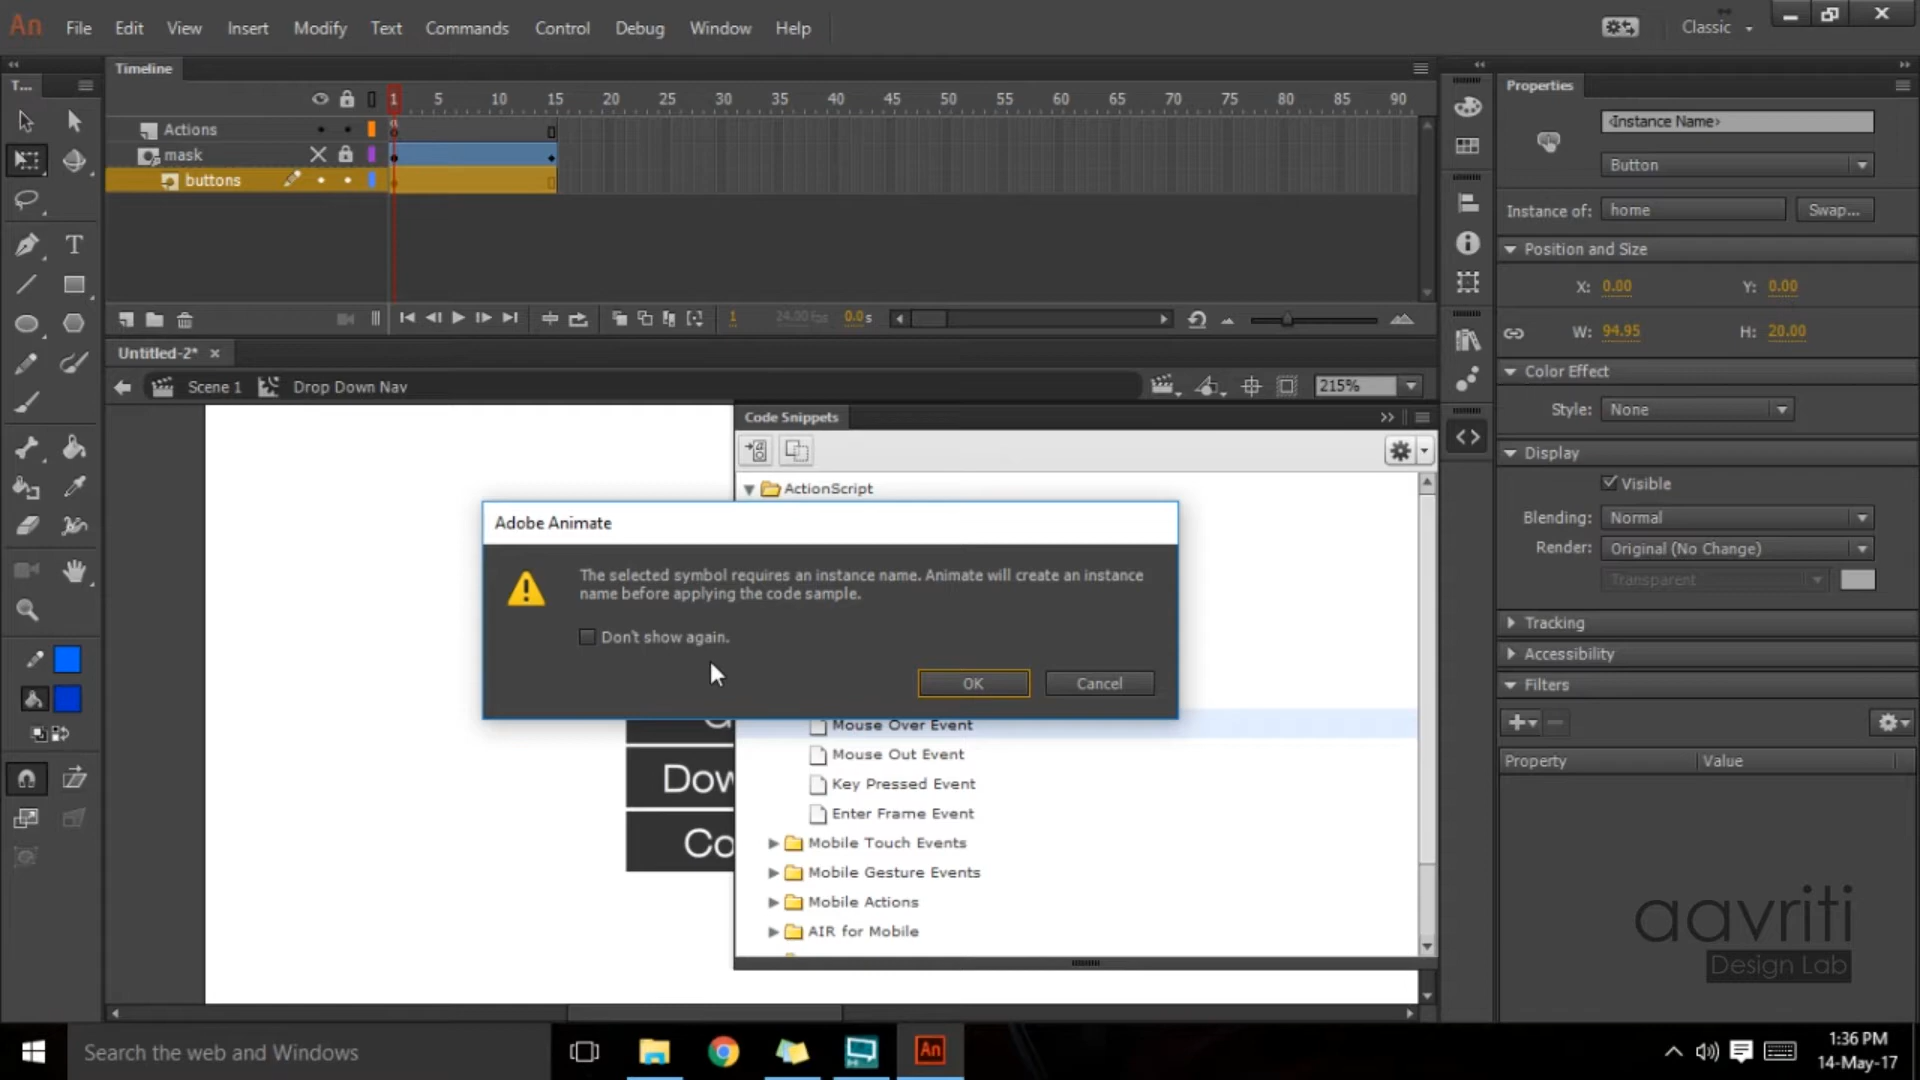 An File Edit View Insert Modify Text Commands Control Debug Window Help Classic
T...
Timeline
1 5 10 15 20 25 30 35 40 45 50 55 60 65 70 75 80 85 90
Actions
mask
buttons
1 24.00 fps 0.0 s
Untitled-2* ×
Scene 1 Drop Down Nav 215%
Code Snippets
ActionScript
Adobe Animate
The selected symbol requires an instance name. Animate will create an instance
name before applying the code sample.
Don't show again.
OK Cancel
Mouse Over Event
Mouse Out Event
Key Pressed Event
Enter Frame Event
Mobile Touch Events
Mobile Gesture Events
Mobile Actions
AIR for Mobile
Dow
Co
Properties
<Instance Name>
Button
Instance of: home Swap...
Position and Size
X: 0.00 Y: 0.00
W: 94.95 H: 20.00
Color Effect
Style: None
Display
Visible
Blending: Normal
Render: Original (No Change)
Transparent
Tracking
Accessibility
Filters
Property Value
aavriti
Design Lab
Search the web and Windows
An
1:36 PM
14-May-17